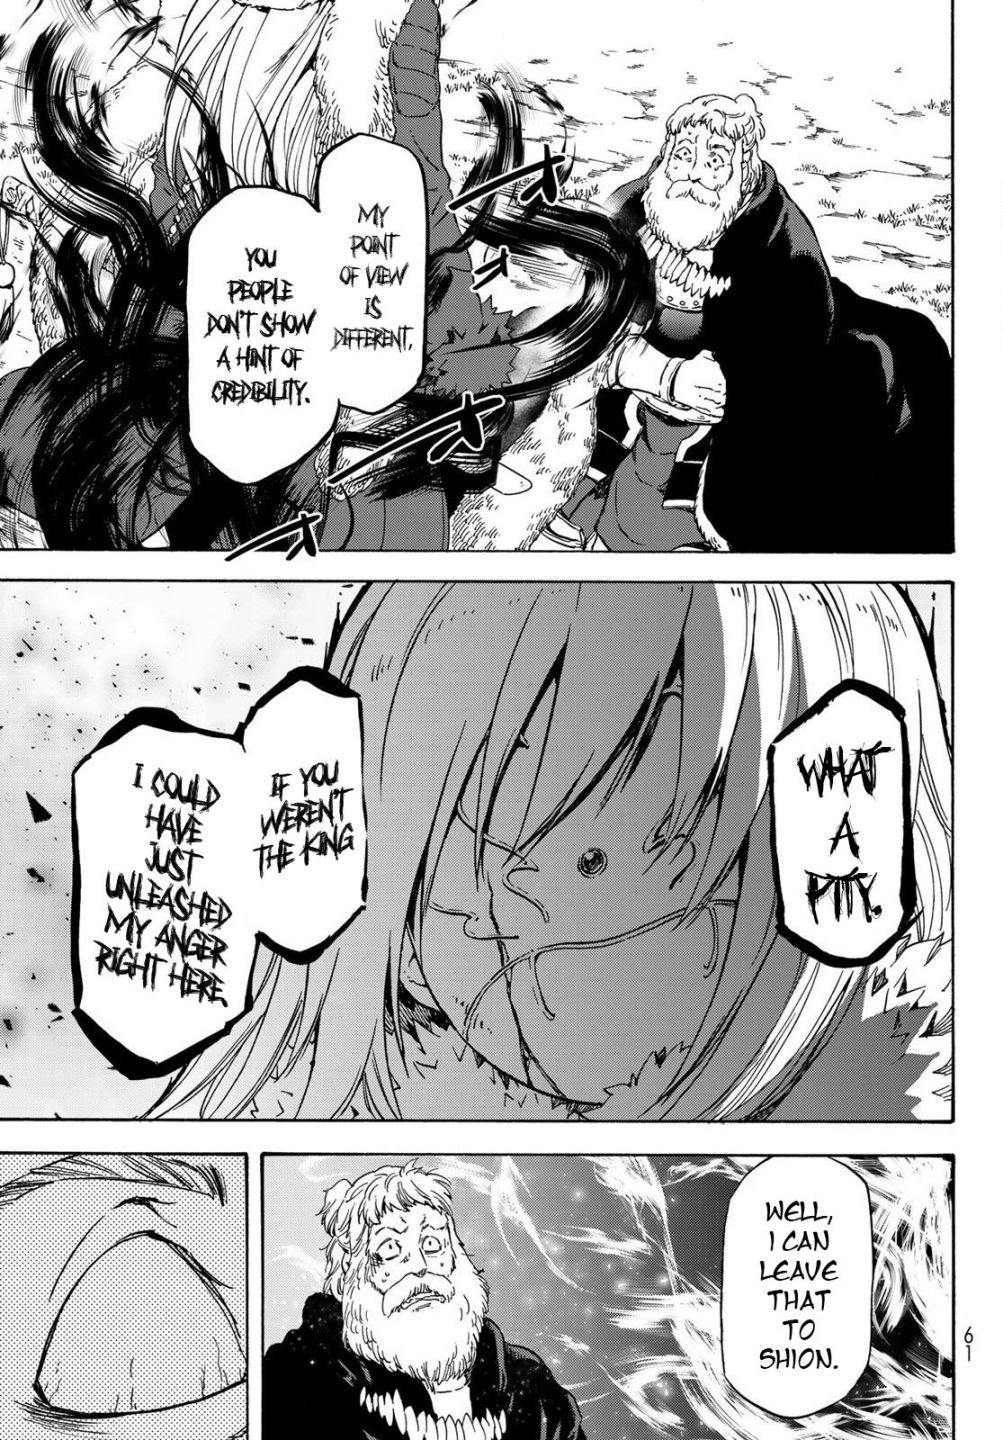 MY
POINT
OF VIEW
IS
DIFFERENT,
YOU
PEOPLE
DON'T SHOW
A HINT OF
CREDIBILITY.
WHAT
A
PITY.
IF YOU
WEREN'T
THE KING
I COULD
HAVE
JUST
UNLEASHED
MY ANGER
RIGHT HERE.
WELL,
I CAN
LEAVE
THAT
TO
SHION.
61